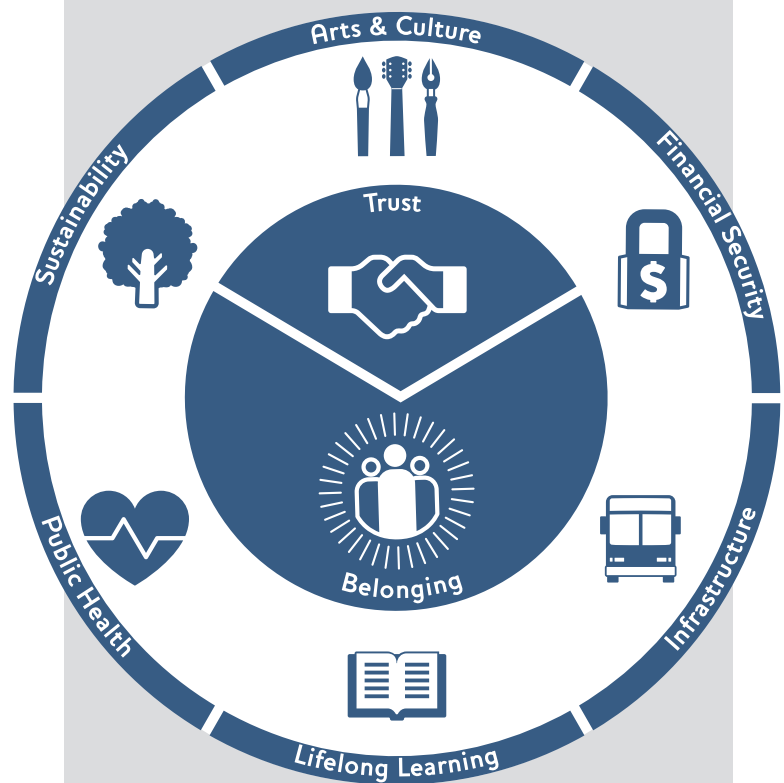 Arts & Culture
Financial Security
Infrastructure
Lifelong Learning
Public Health
Sustainability
Trust
$
Belonging